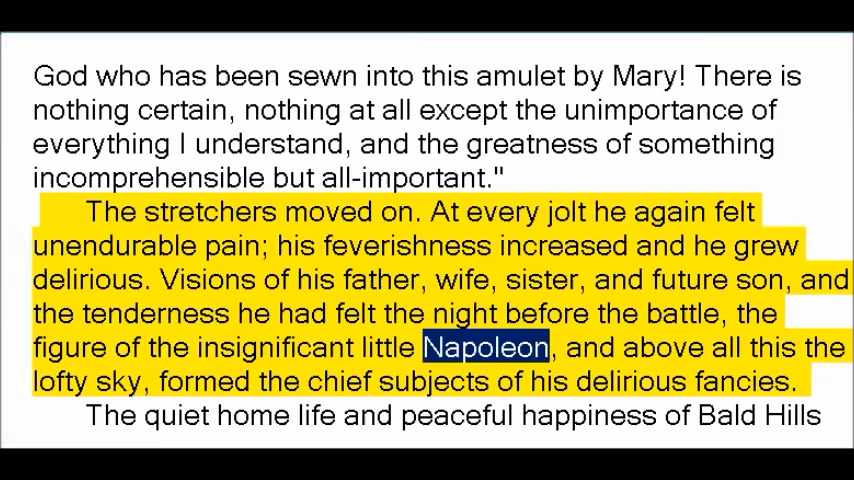 God who has been sewn into this amulet by Mary! There is
nothing certain, nothing at all except the unimportance of
everything I understand, and the greatness of something
incomprehensible but all-important."
The stretchers moved on. At every jolt he again felt
unendurable pain; his feverishness increased and he grew
delirious. Visions of his father, wife, sister, and future son, and
the tenderness he had felt the night before the battle, the
figure of the insignificant little Napoleon, and above all this the
lofty sky, formed the chief subjects of his delirious fancies.
The quiet home life and peaceful happiness of Bald Hills